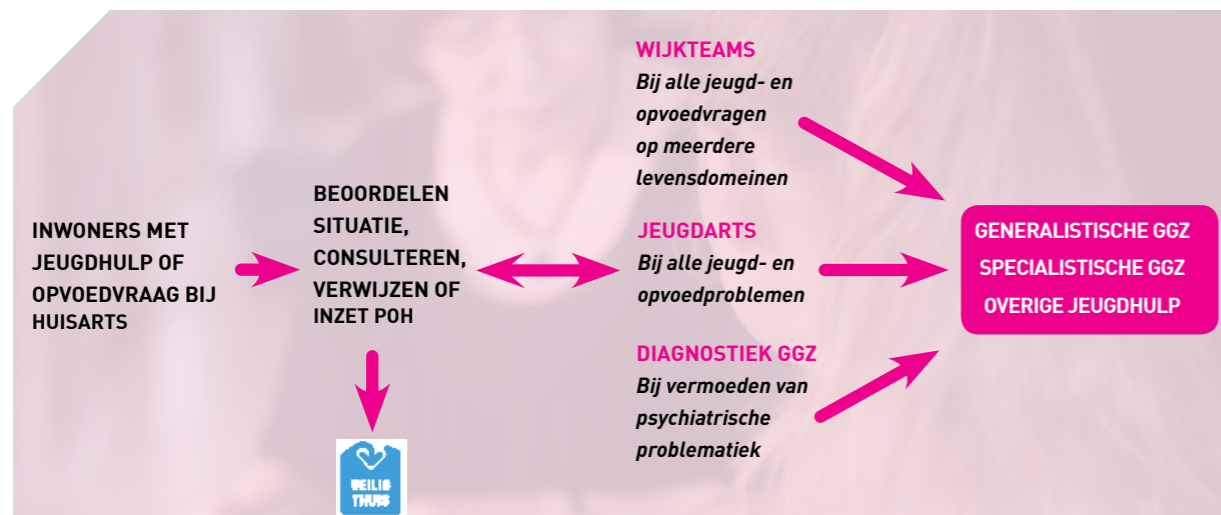 INWONERS MET
JEUGDHULP OF
OPVOEDVRAAG BIJ
HUISARTS
BEOORDELEN
SITUATIE,
CONSULTEREN,
VERWIJZEN OF
INZET POH
VEILIG
THUIS
WIJKTEAMS
Bij alle jeugd- en
opvoedvragen
op meerdere
levensdomeinen
JEUGDARTS
Bij alle jeugd- en
opvoedproblemen
DIAGNOSTIEK GGZ
Bij vermoeden van
psychiatrische
problematiek
GENERALISTISCHE GGZ
SPECIALISTISCHE GGZ
OVERIGE JEUGDHULP